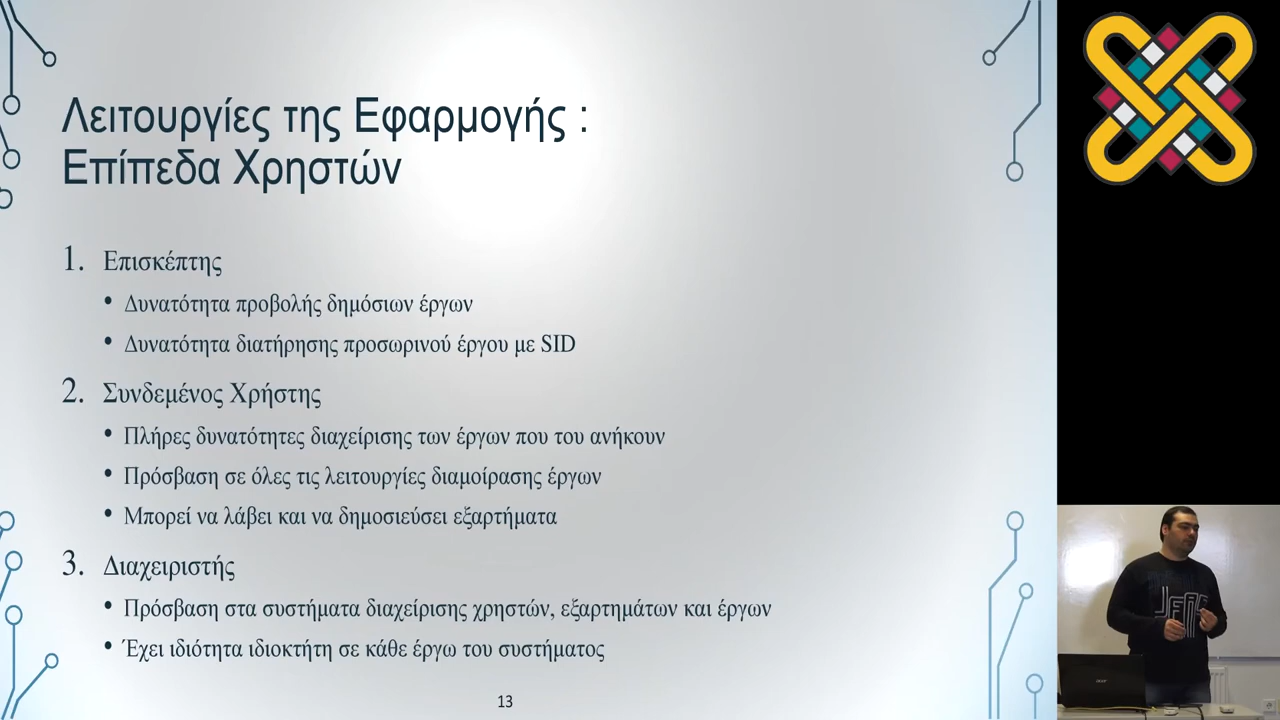 Λειτουργίες της Εφαρμογής :
Επίπεδα Χρηστών
1. Επισκέπτης
• Δυνατότητα προβολής δημόσιων έργων
• Δυνατότητα διατήρησης προσωρινού έργου με SID
2. Συνδεμένος Χρήστης
• Πλήρες δυνατότητες διαχείρισης των έργων που του ανήκουν
• Πρόσβαση σε όλες τις λειτουργίες διαμοίρασης έργων
• Μπορεί να λάβει και να δημοσιεύσει εξαρτήματα
3. Διαχειριστής
• Πρόσβαση στα συστήματα διαχείρισης χρηστών, εξαρτημάτων και έργων
• Έχει ιδιότητα ιδιοκτήτη σε κάθε έργω του συστήματος
13